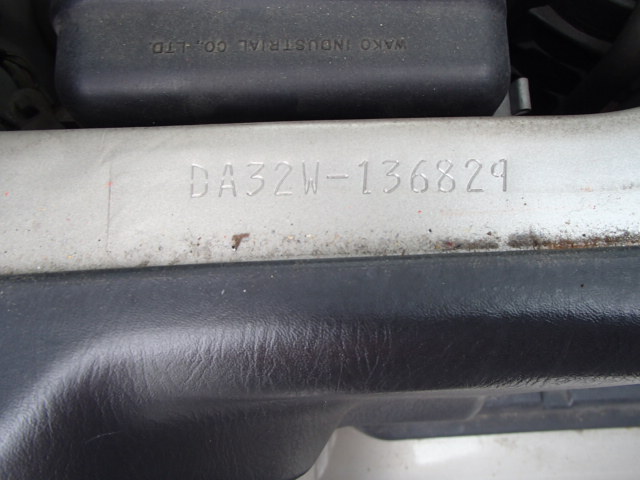 WAKO INDUSTRIAL CO.,LTD.
DA32W-136829